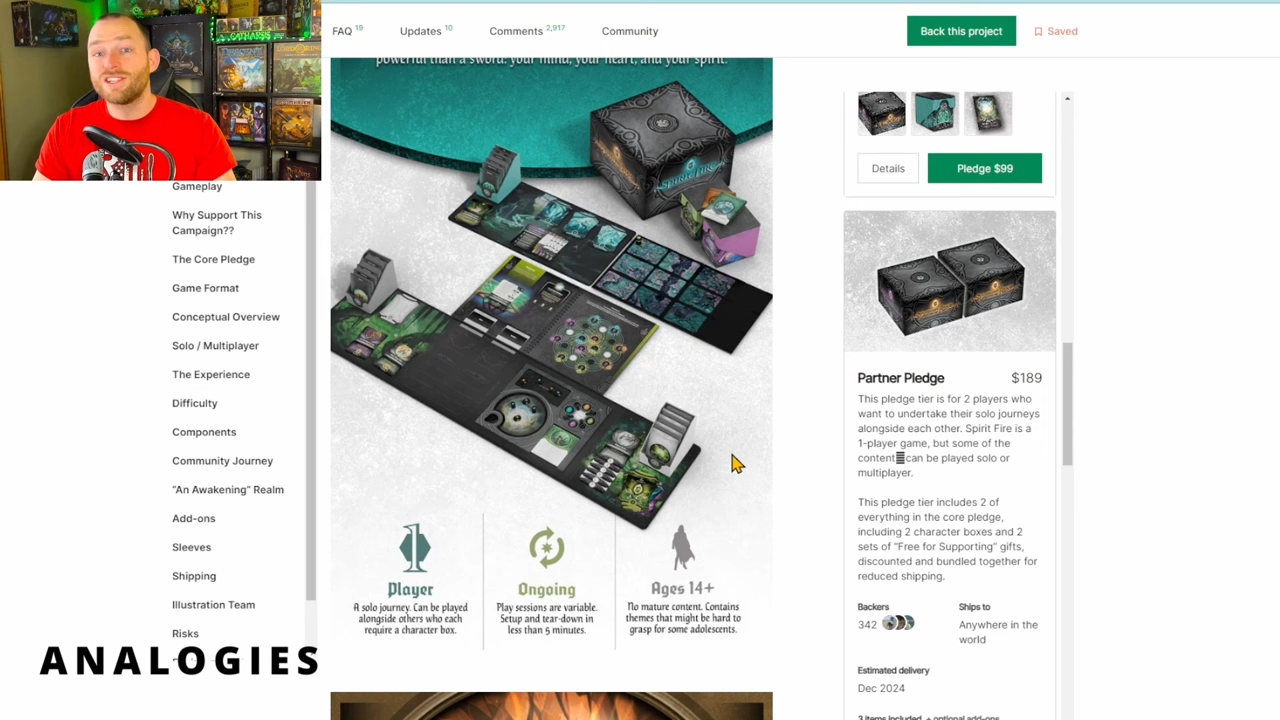 FAQ 19
Updates 10
Comments 2,917
Community
Back this project
Saved
powerful than a sword: your mind, your heart, and your spirit.
Gameplay
Why Support This
Campaign??
The Core Pledge
Game Format
Conceptual Overview
Solo / Multiplayer
The Experience
Difficulty
Components
Community Journey
“An Awakening” Realm
Add-ons
Sleeves
Shipping
Illustration Team
Risks
ANALOGIES
1
Player
A solo journey. Can be played
alongside others who each
require a character box.
Ongoing
Play sessions are variable.
Setup and tear-down in
less than 5 minutes.
Ages 14+
No mature content. Contains
themes that might be hard to
grasp for some adolescents.
Details
Pledge $99
Partner Pledge
$189
This pledge tier is for 2 players who
want to undertake their solo journeys
alongside each other. Spirit Fire is a
1-player game, but some of the
content can be played solo or
multiplayer.
This pledge tier includes 2 of
everything in the core pledge,
including 2 character boxes and 2
sets of “Free for Supporting” gifts,
discounted and bundled together for
reduced shipping.
Backers
342
Ships to
Anywhere in the
world
Estimated delivery
Dec 2024
3 items included + optional add-ons